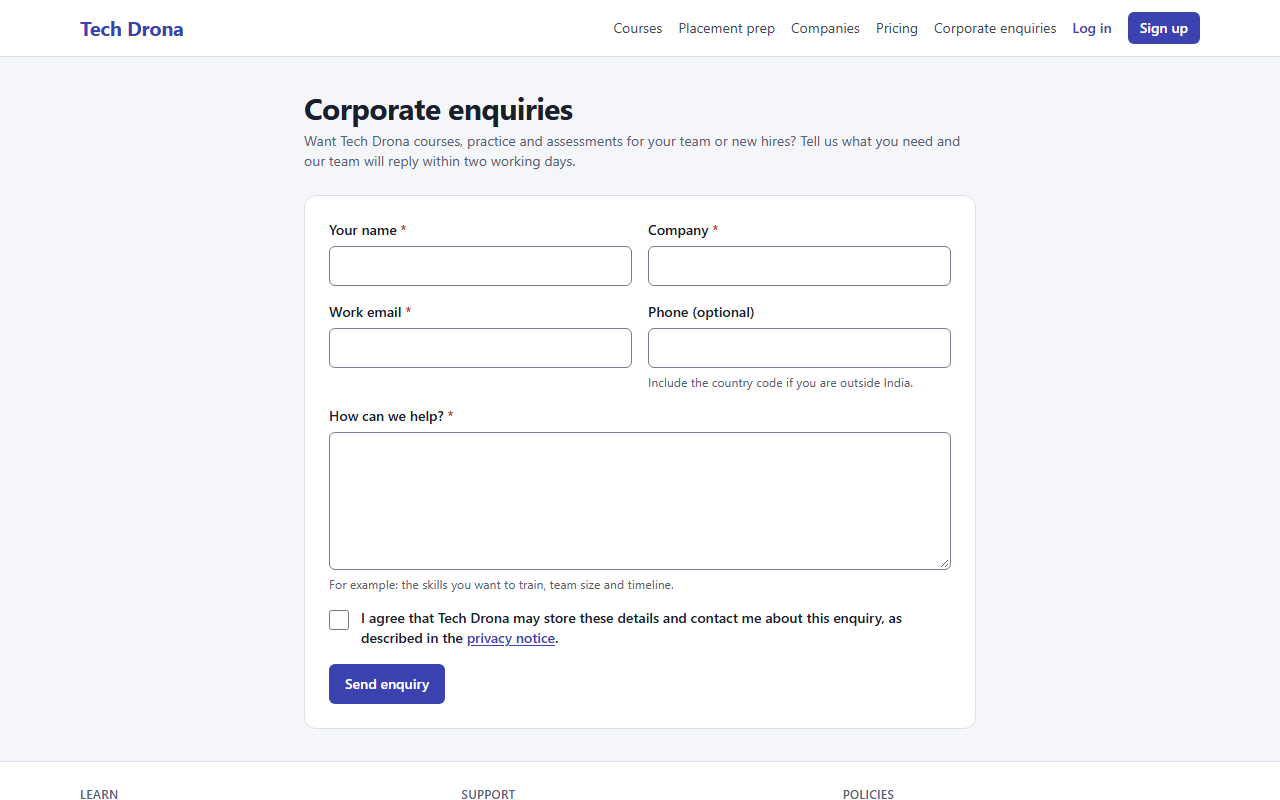 Tech Drona
Courses
Placement prep
Companies
Pricing
Corporate enquiries
Log in
Sign up
Corporate enquiries
Want Tech Drona courses, practice and assessments for your team or new hires? Tell us what you need and
our team will reply within two working days.
Your name *
Company *
Work email *
Phone (optional)
Include the country code if you are outside India.
How can we help? *
For example: the skills you want to train, team size and timeline.
I agree that Tech Drona may store these details and contact me about this enquiry, as
described in the privacy notice.
Send enquiry
LEARN
SUPPORT
POLICIES